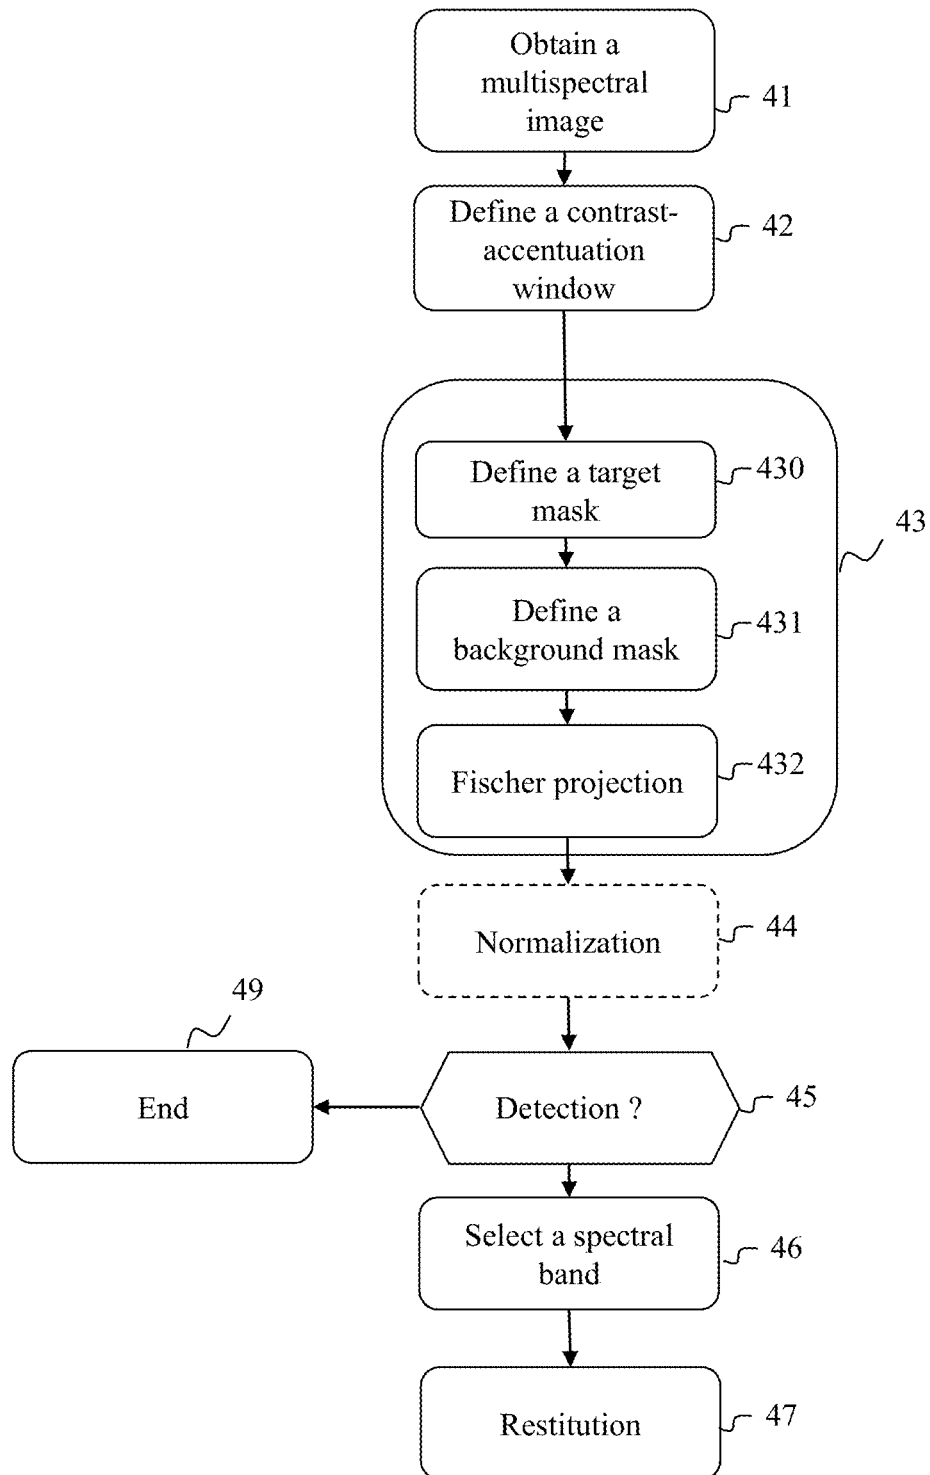 Obtain a
multispectral
image
41
Define a contrast-
accentuation
window
42
Define a target
mask
430
43
Define a
background mask
431
Fischer projection
432
Normalization
44
49
End
Detection ?
45
Select a spectral
band
46
Restitution
47